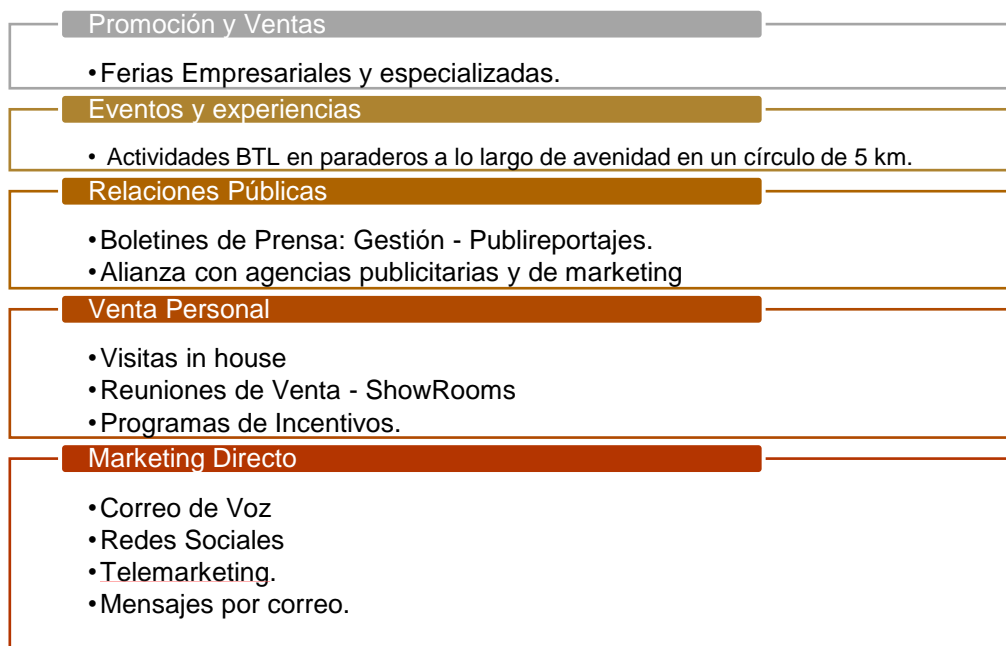 Promoción y Ventas
•Ferias Empresariales y especializadas.
Eventos y experiencias
• Actividades BTL en paraderos a lo largo de avenidad en un círculo de 5 km.
Relaciones Públicas
•Boletines de Prensa: Gestión - Publireportajes.
•Alianza con agencias publicitarias y de marketing
Venta Personal
•Visitas in house
•Reuniones de Venta - ShowRooms
•Programas de Incentivos.
Marketing Directo
•Correo de Voz
•Redes Sociales
•Telemarketing.
•Mensajes por correo.